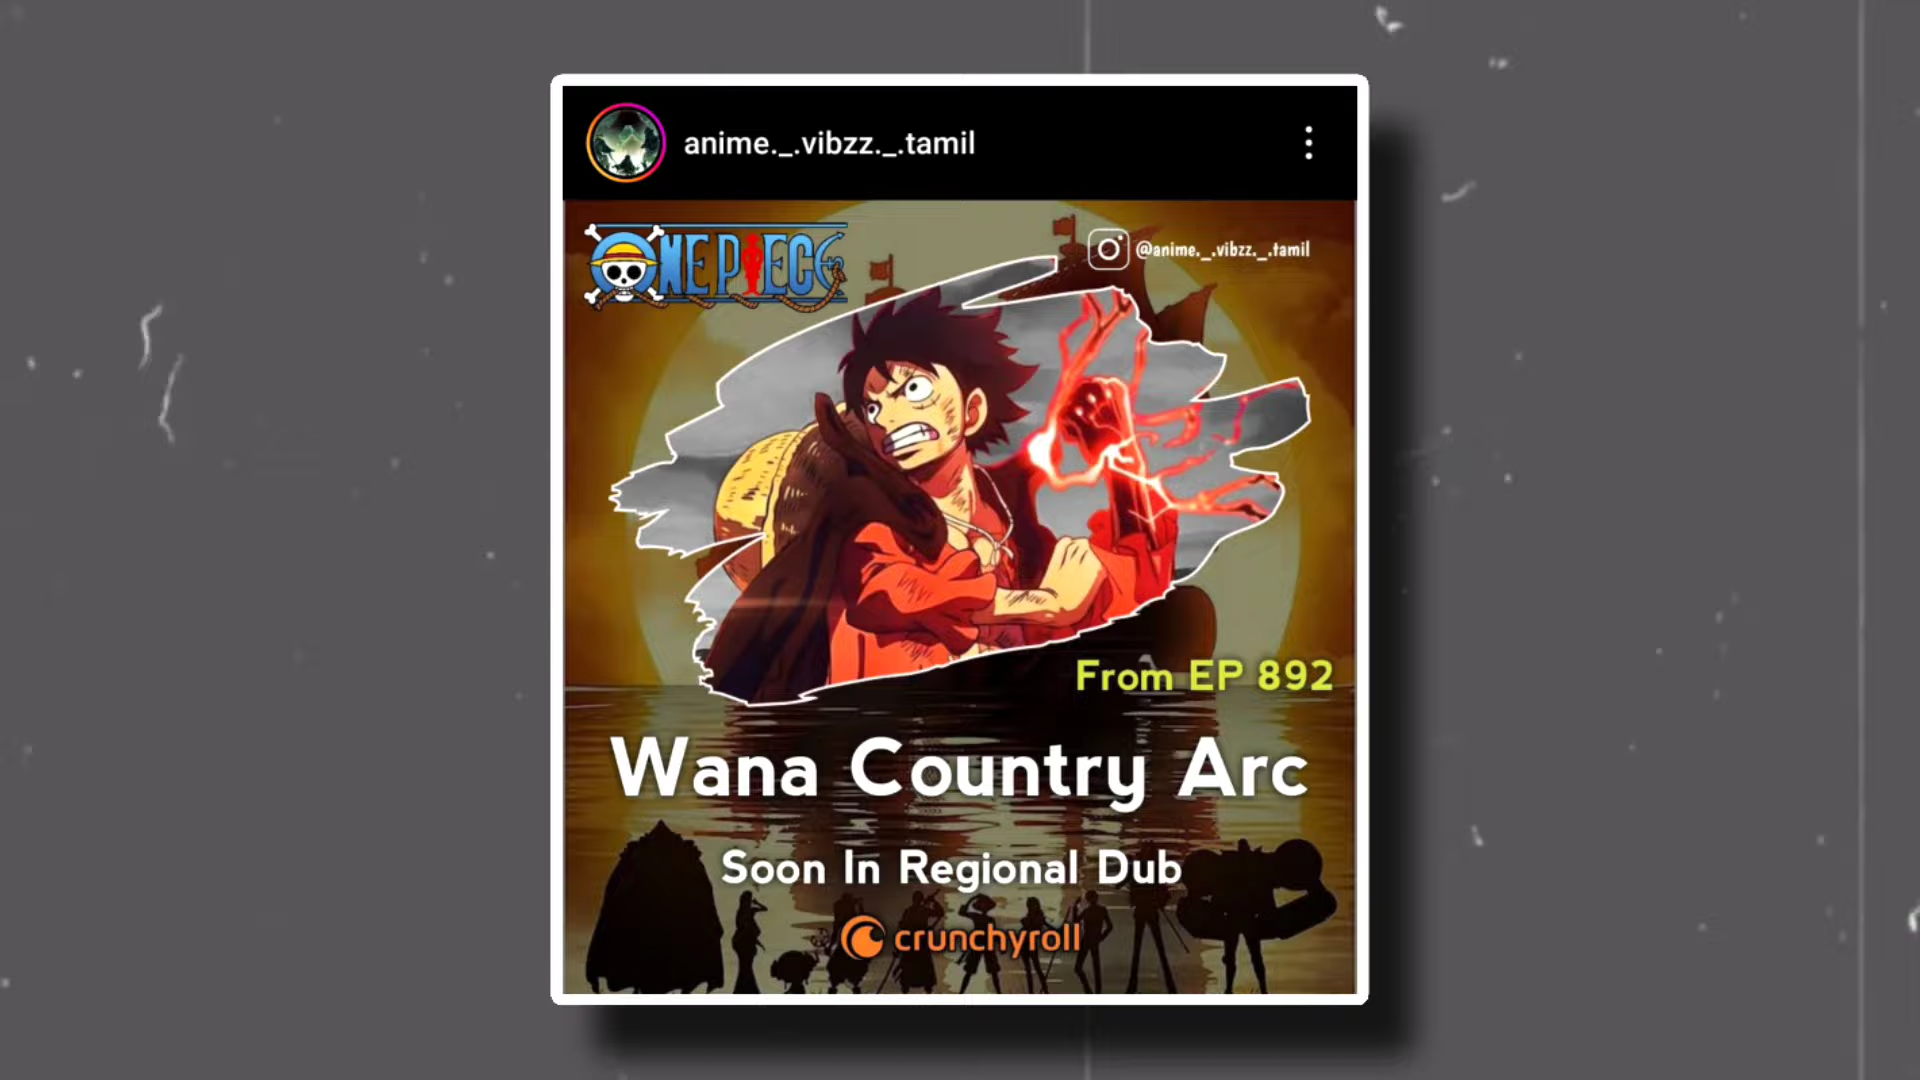 anime._.vibzz._.tamil
ONE PIECE
@anime._.vibzz._.tamil
From EP 892
Wana Country Arc
Soon In Regional Dub
crunchyroll